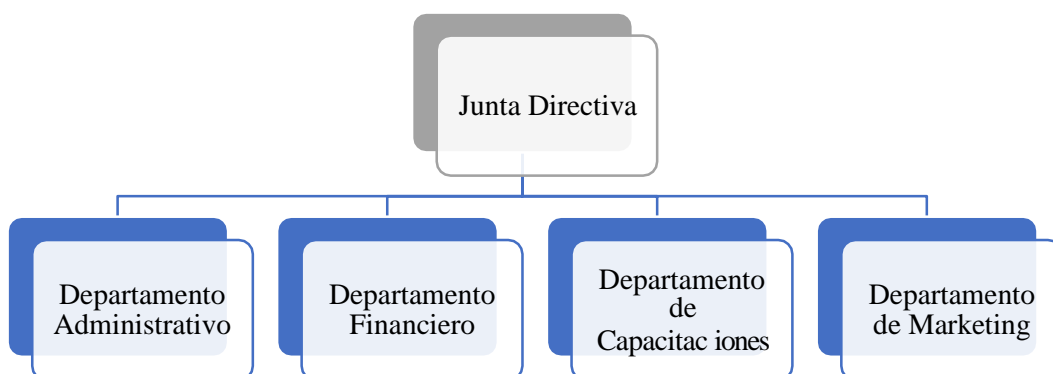 Junta Directiva
Departamento
Administrativo
Departamento
Financiero
Departamento
de
Capacitac iones
Departamento
de Marketing